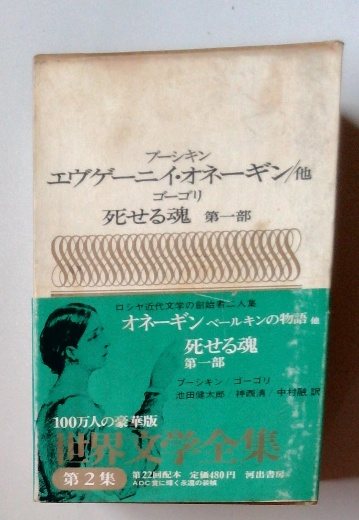 プーシキン
エヴゲーニイ・オネーギン/他
ゴーゴリ
死せる魂 第一部
ロシヤ近代文学の創始者二人集
オネーギン ベールキンの物語 他
死せる魂
第一部
プーシキン/ゴーゴリ
池田健太郎/神西清/中村融 訳
100万人の豪華版
世界文学全集
第2集
第22回配本 定価480円 河出書房
ADC賞に輝く永遠の装幀